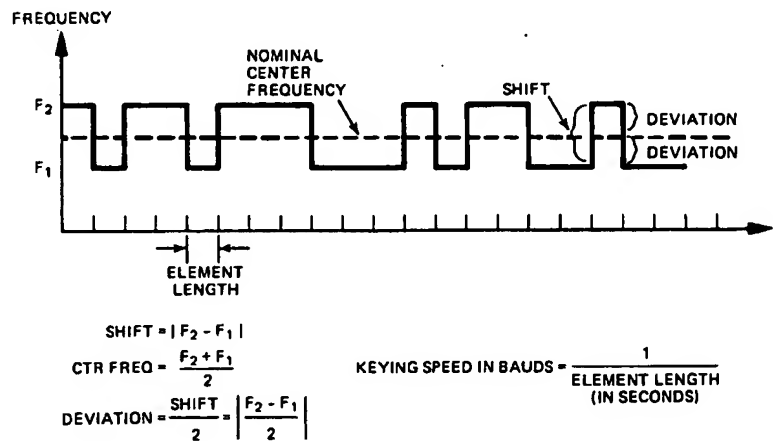 FREQUENCY
NOMINAL
CENTER
FREQUENCY
SHIFT
F2
DEVIATION
DEVIATION
F1
ELEMENT
LENGTH
SHIFT = | F2 - F1 |
CTR FREQ = F2 + F1 / 2
KEYING SPEED IN BAUDS = 1 / ELEMENT LENGTH
(IN SECONDS)
DEVIATION = SHIFT / 2 = | F2 - F1 / 2 |